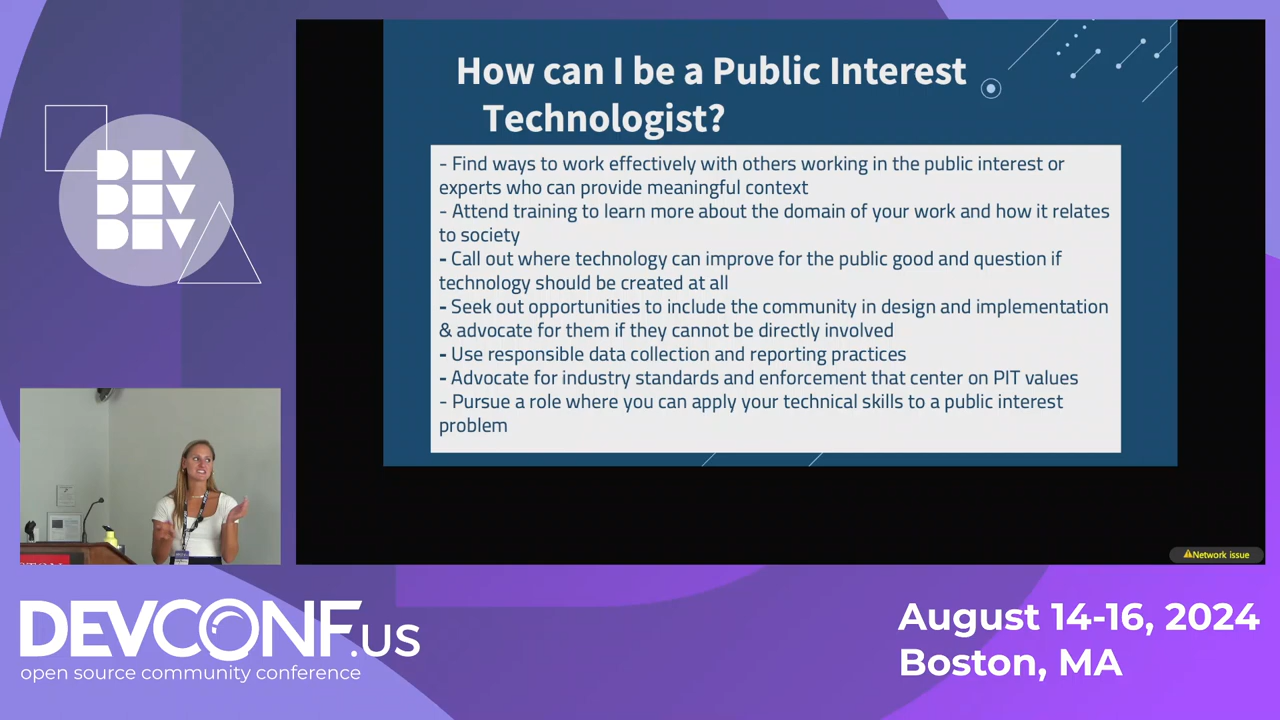 How can I be a Public Interest
Technologist?
- Find ways to work effectively with others working in the public interest or
experts who can provide meaningful context
- Attend training to learn more about the domain of your work and how it relates
to society
- Call out where technology can improve for the public good and question if
technology should be created at all
- Seek out opportunities to include the community in design and implementation
& advocate for them if they cannot be directly involved
- Use responsible data collection and reporting practices
- Advocate for industry standards and enforcement that center on PIT values
- Pursue a role where you can apply your technical skills to a public interest
problem
Network issue
DEV
DEV
DEV
DEVCONF.US
open source community conference
August 14-16, 2024
Boston, MA